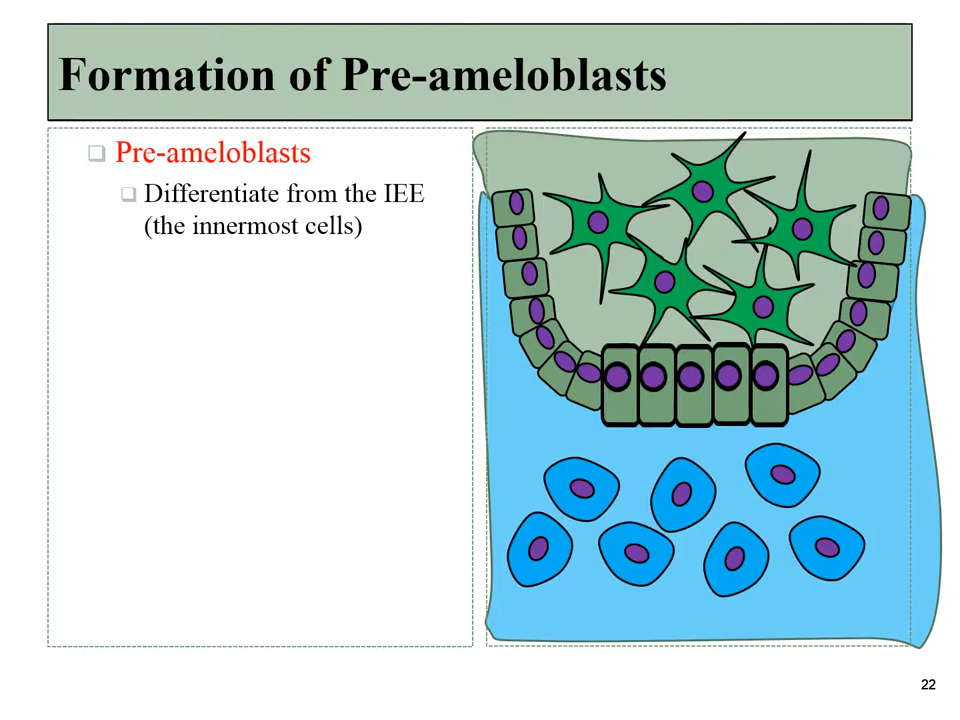 Formation of Pre-ameloblasts
Pre-ameloblasts
Differentiate from the IEE
(the innermost cells)
22